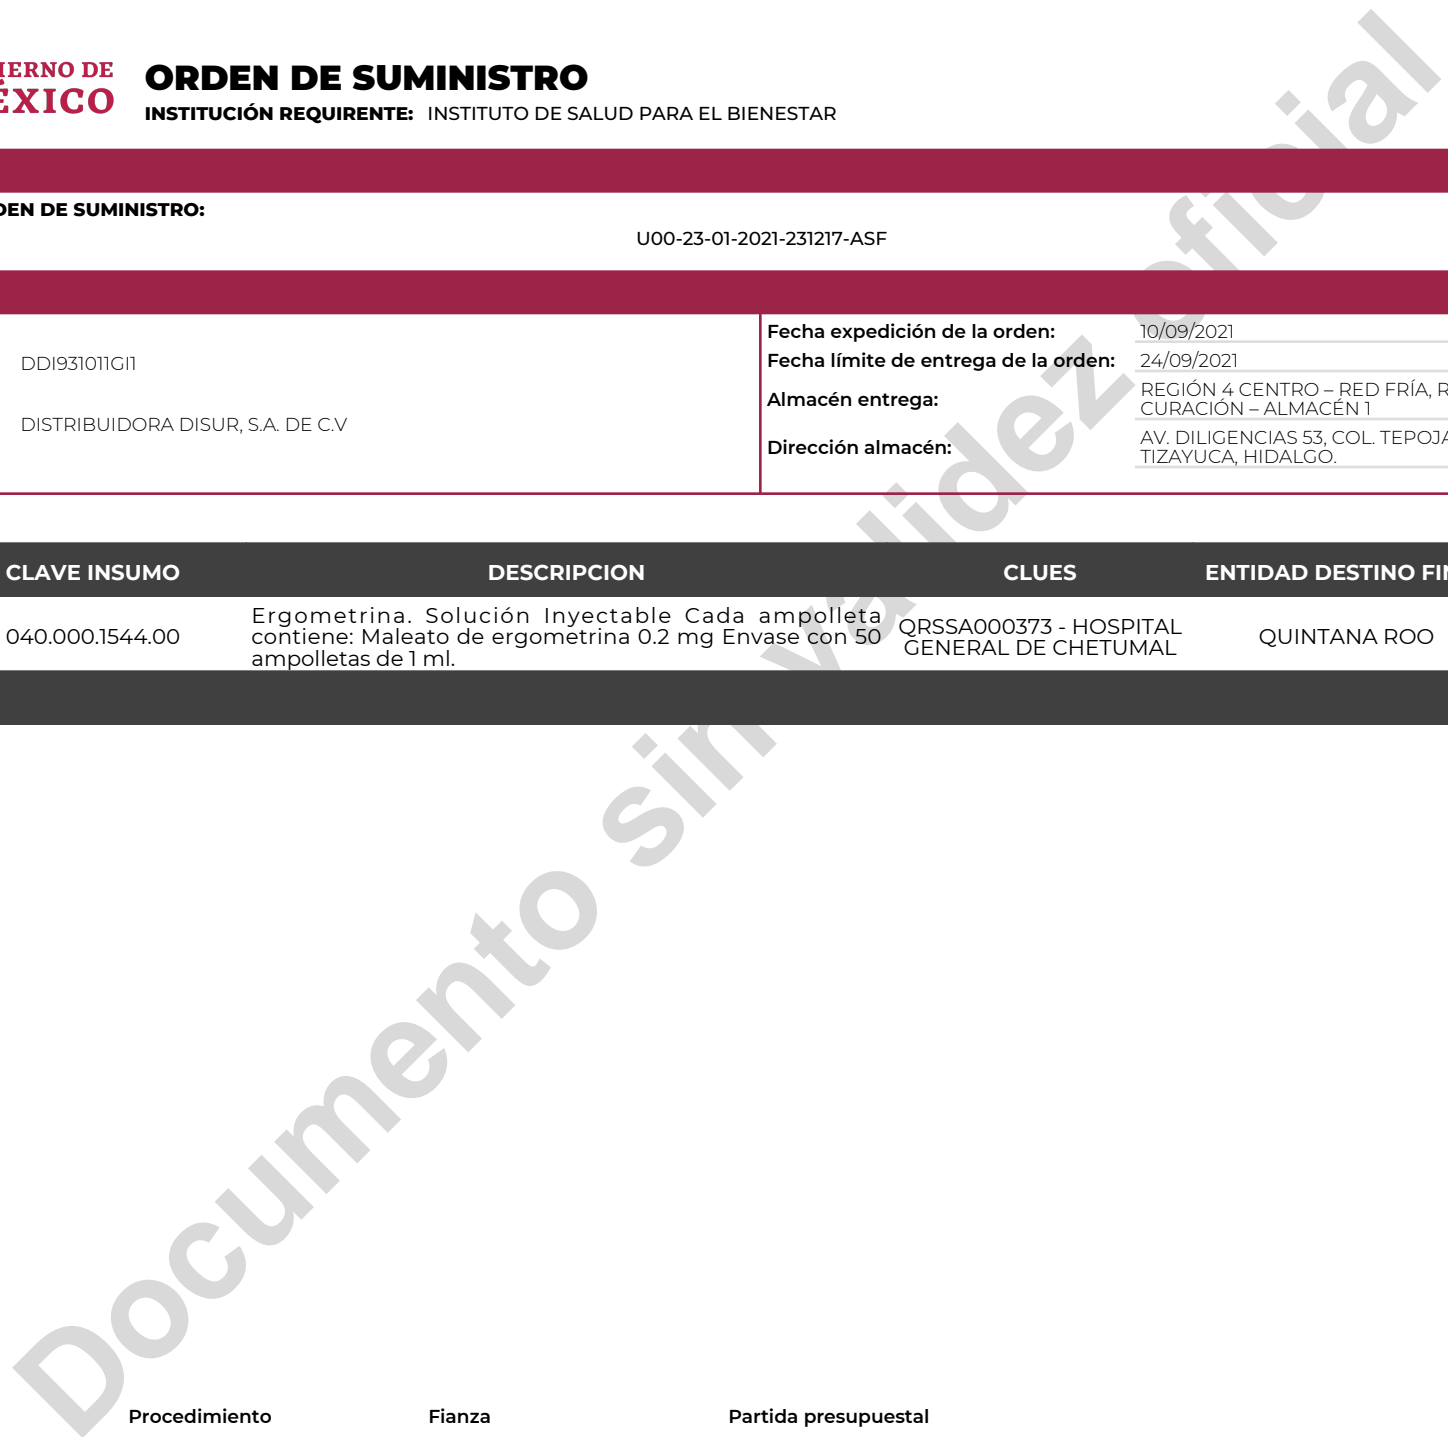 IERNO DE
ÉXICO
ORDEN DE SUMINISTRO
INSTITUCIÓN REQUIRENTE: INSTITUTO DE SALUD PARA EL BIENESTAR
DEN DE SUMINISTRO:
U00-23-01-2021-231217-ASF
DDI931011GI1
DISTRIBUIDORA DISUR, S.A. DE C.V
Fecha expedición de la orden: 10/09/2021
Fecha límite de entrega de la orden: 24/09/2021
Almacén entrega: REGIÓN 4 CENTRO – RED FRÍA, R
CURACIÓN – ALMACÉN 1
Dirección almacén: AV. DILIGENCIAS 53, COL. TEPOJA
TIZAYUCA, HIDALGO.
CLAVE INSUMO DESCRIPCION CLUES ENTIDAD DESTINO FIN
040.000.1544.00
Ergometrina. Solución Inyectable Cada ampolleta
contiene: Maleato de ergometrina 0.2 mg Envase con 50
ampolletas de 1 ml.
QRSSA000373 - HOSPITAL
GENERAL DE CHETUMAL
QUINTANA ROO
Documento sin validez oficial
Procedimiento Fianza Partida presupuestal